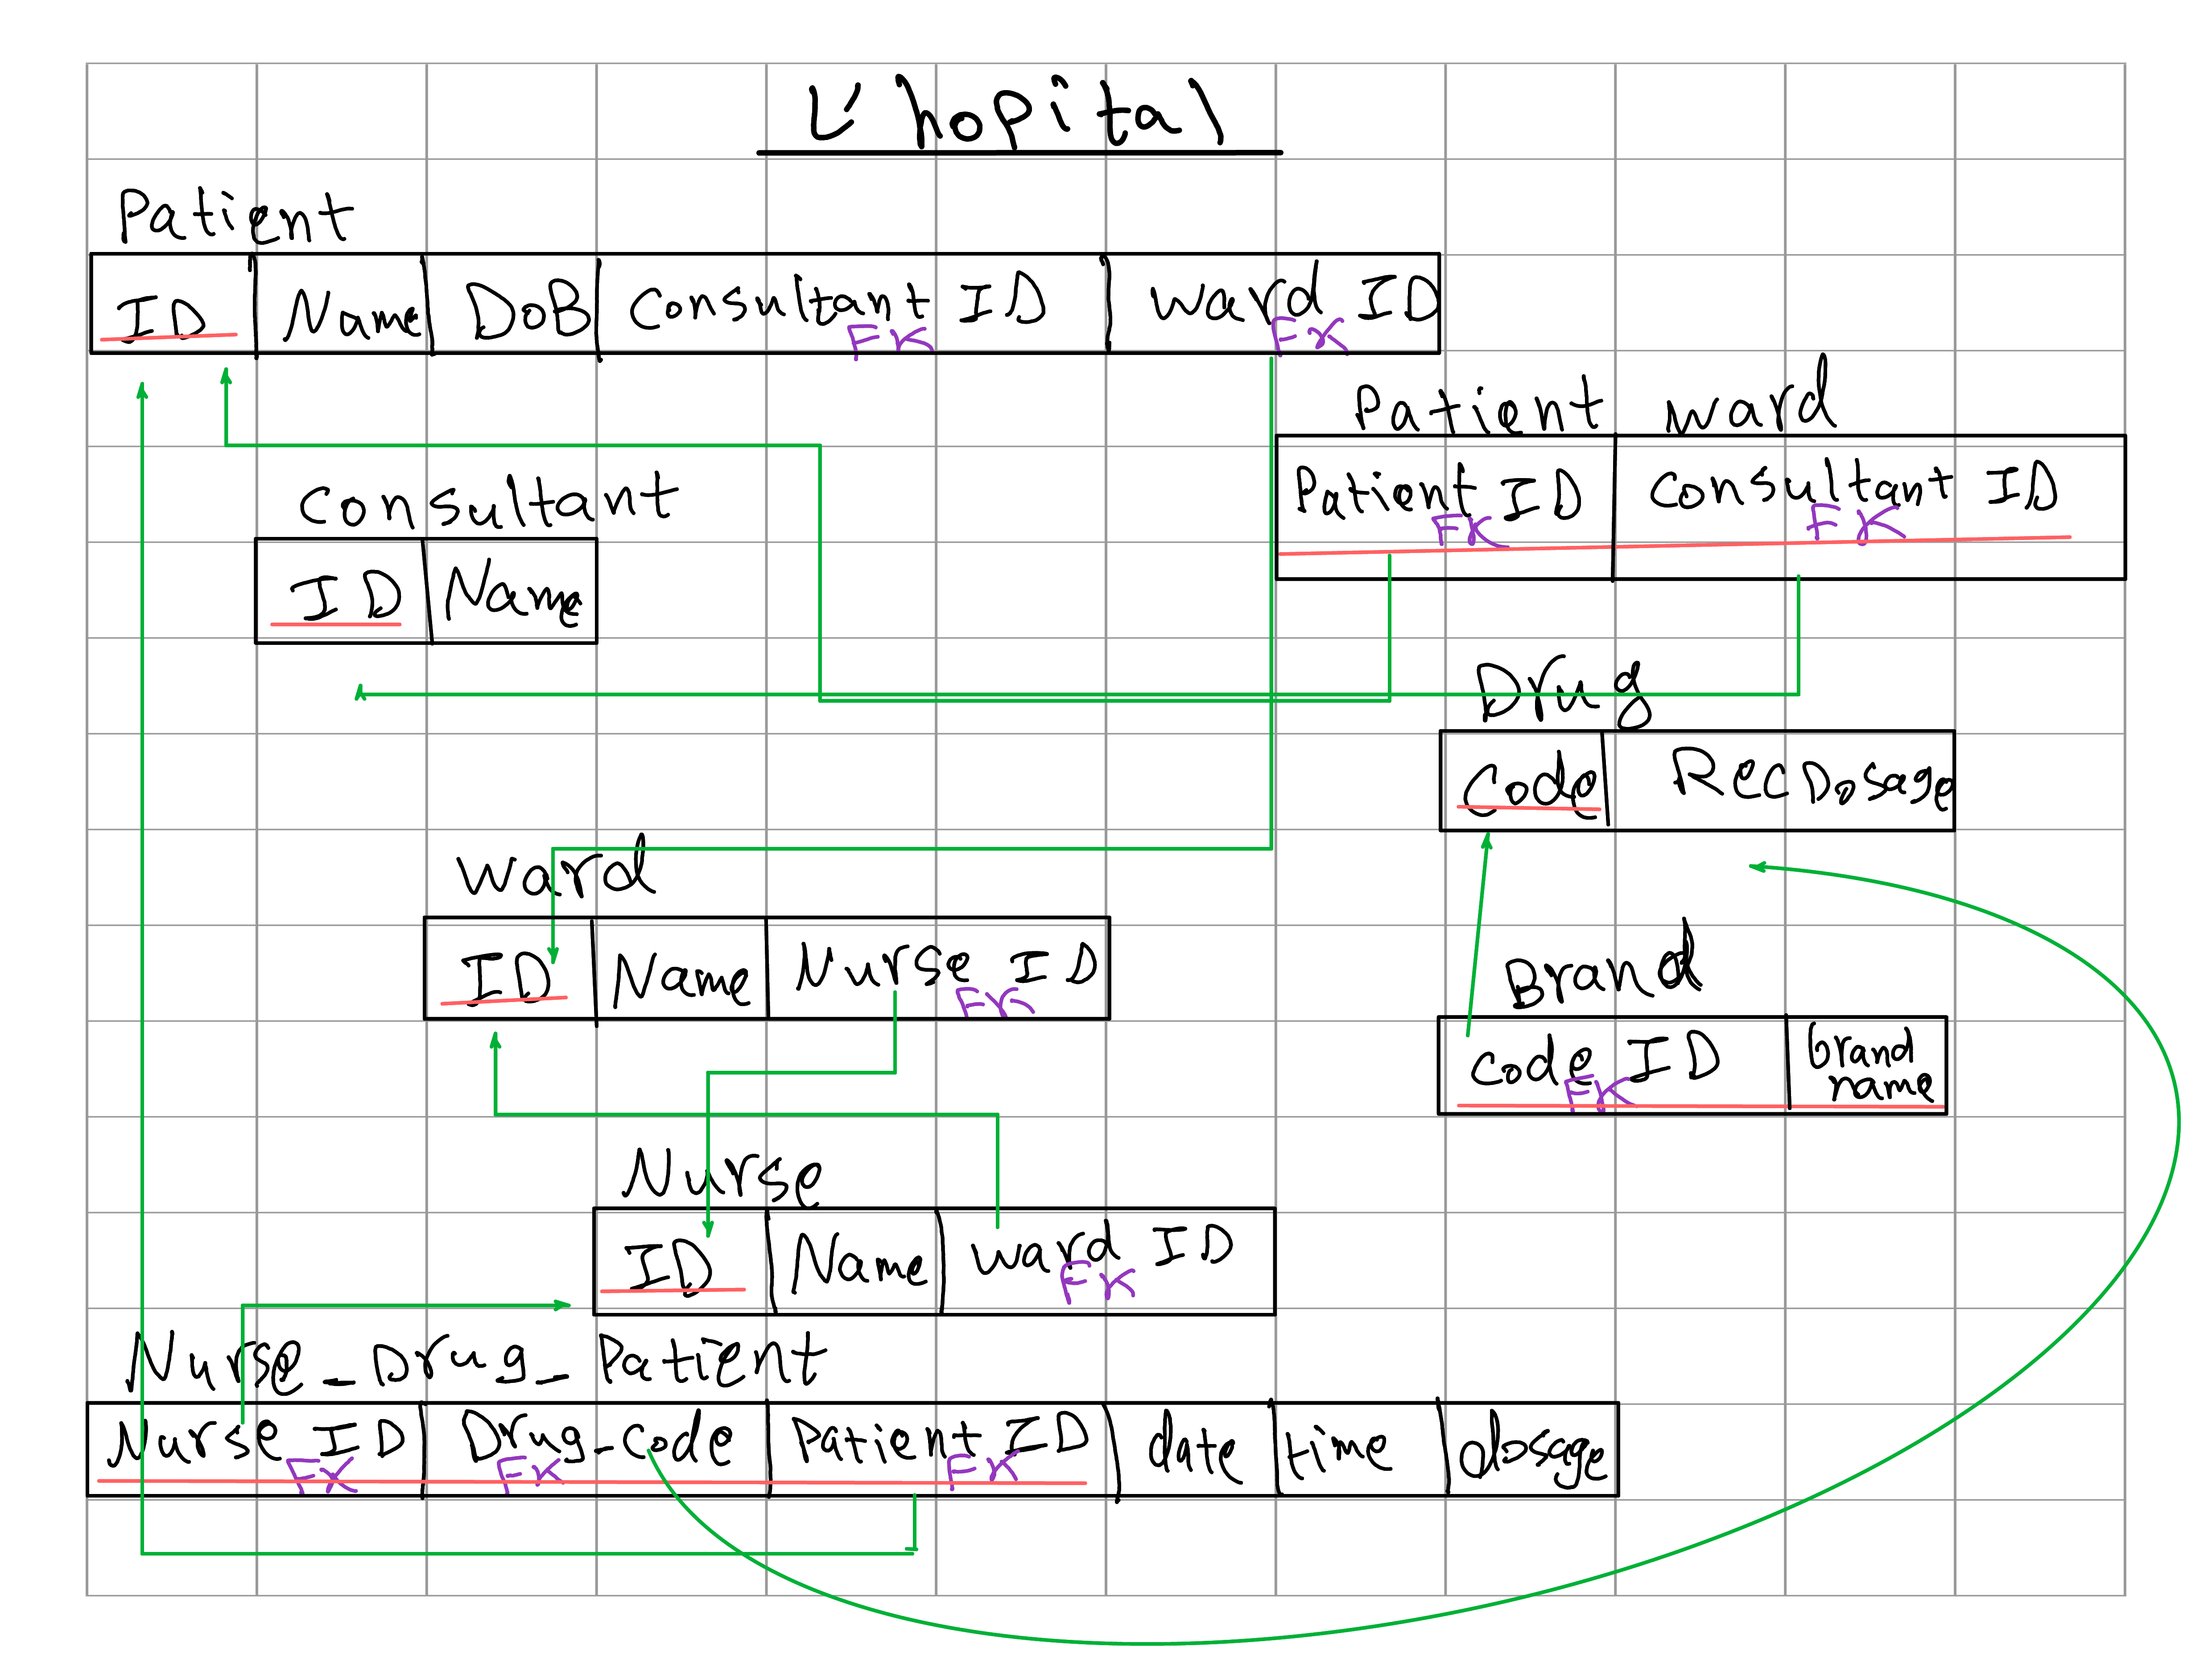 L'hopital
Patient
ID Name DoB Consultant ID ward ID
FK FK
Patient ward
Patient ID Consultant ID
FK FK
Consultant
ID Name
Drug
Code RecDosage
ward
ID Name Nurse ID
FK
Brand
code ID brand name
FK
Nurse
ID Name ward ID
FK
Nurse_Drug_Patient
Nurse ID Drug_code Patient ID date time dosage
FK FK FK